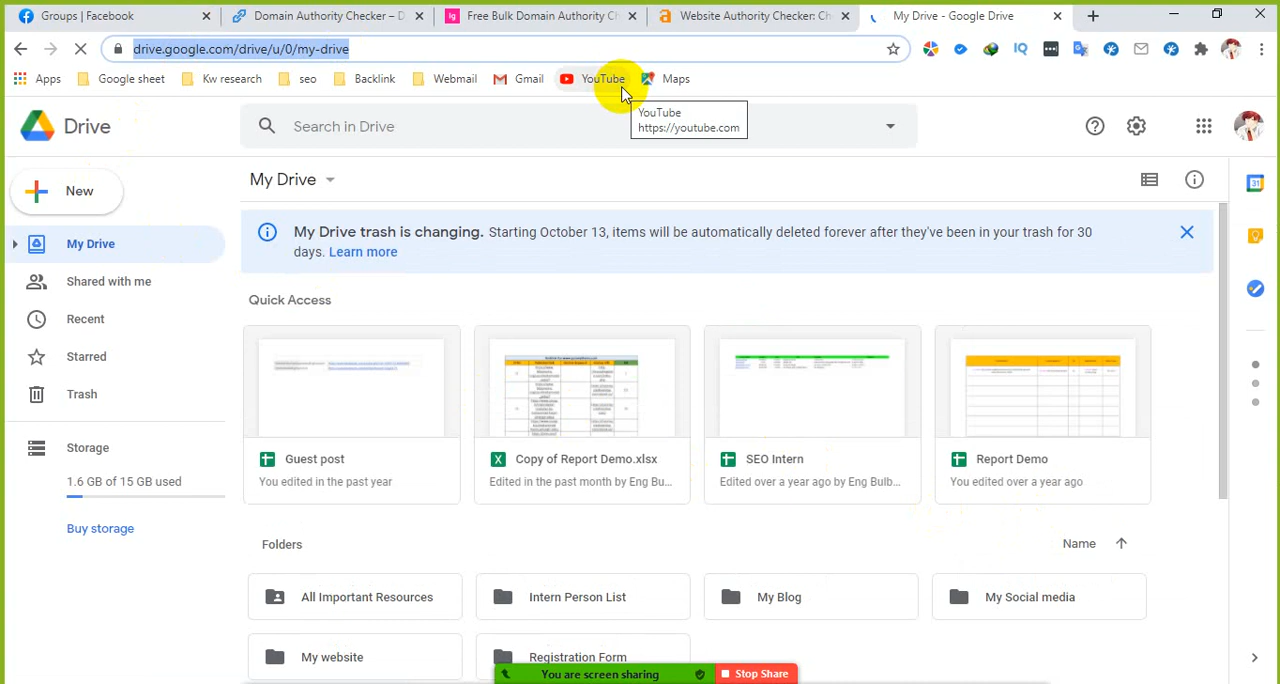 Groups | Facebook
Domain Authority Checker – D
Free Bulk Domain Authority C
Website Authority Checker: Ch
My Drive - Google Drive
drive.google.com/drive/u/0/my-drive
IQ
Apps
Google sheet
Kw research
seo
Backlink
Webmail
Gmail
YouTube
Maps
YouTube
https://youtube.com
Drive
Search in Drive
New
My Drive
31
My Drive trash is changing. Starting October 13, items will be automatically deleted forever after they've been in your trash for 30
days. Learn more
My Drive
Shared with me
Recent
Starred
Trash
Storage
1.6 GB of 15 GB used
Buy storage
Quick Access
Guest post
You edited in the past year
Copy of Report Demo.xlsx
Edited in the past month by Eng Bu...
SEO Intern
Edited over a year ago by Eng Bulb...
Report Demo
You edited over a year ago
Folders
Name
All Important Resources
Intern Person List
My Blog
My Social media
My website
Registration Form
You are screen sharing
Stop Share